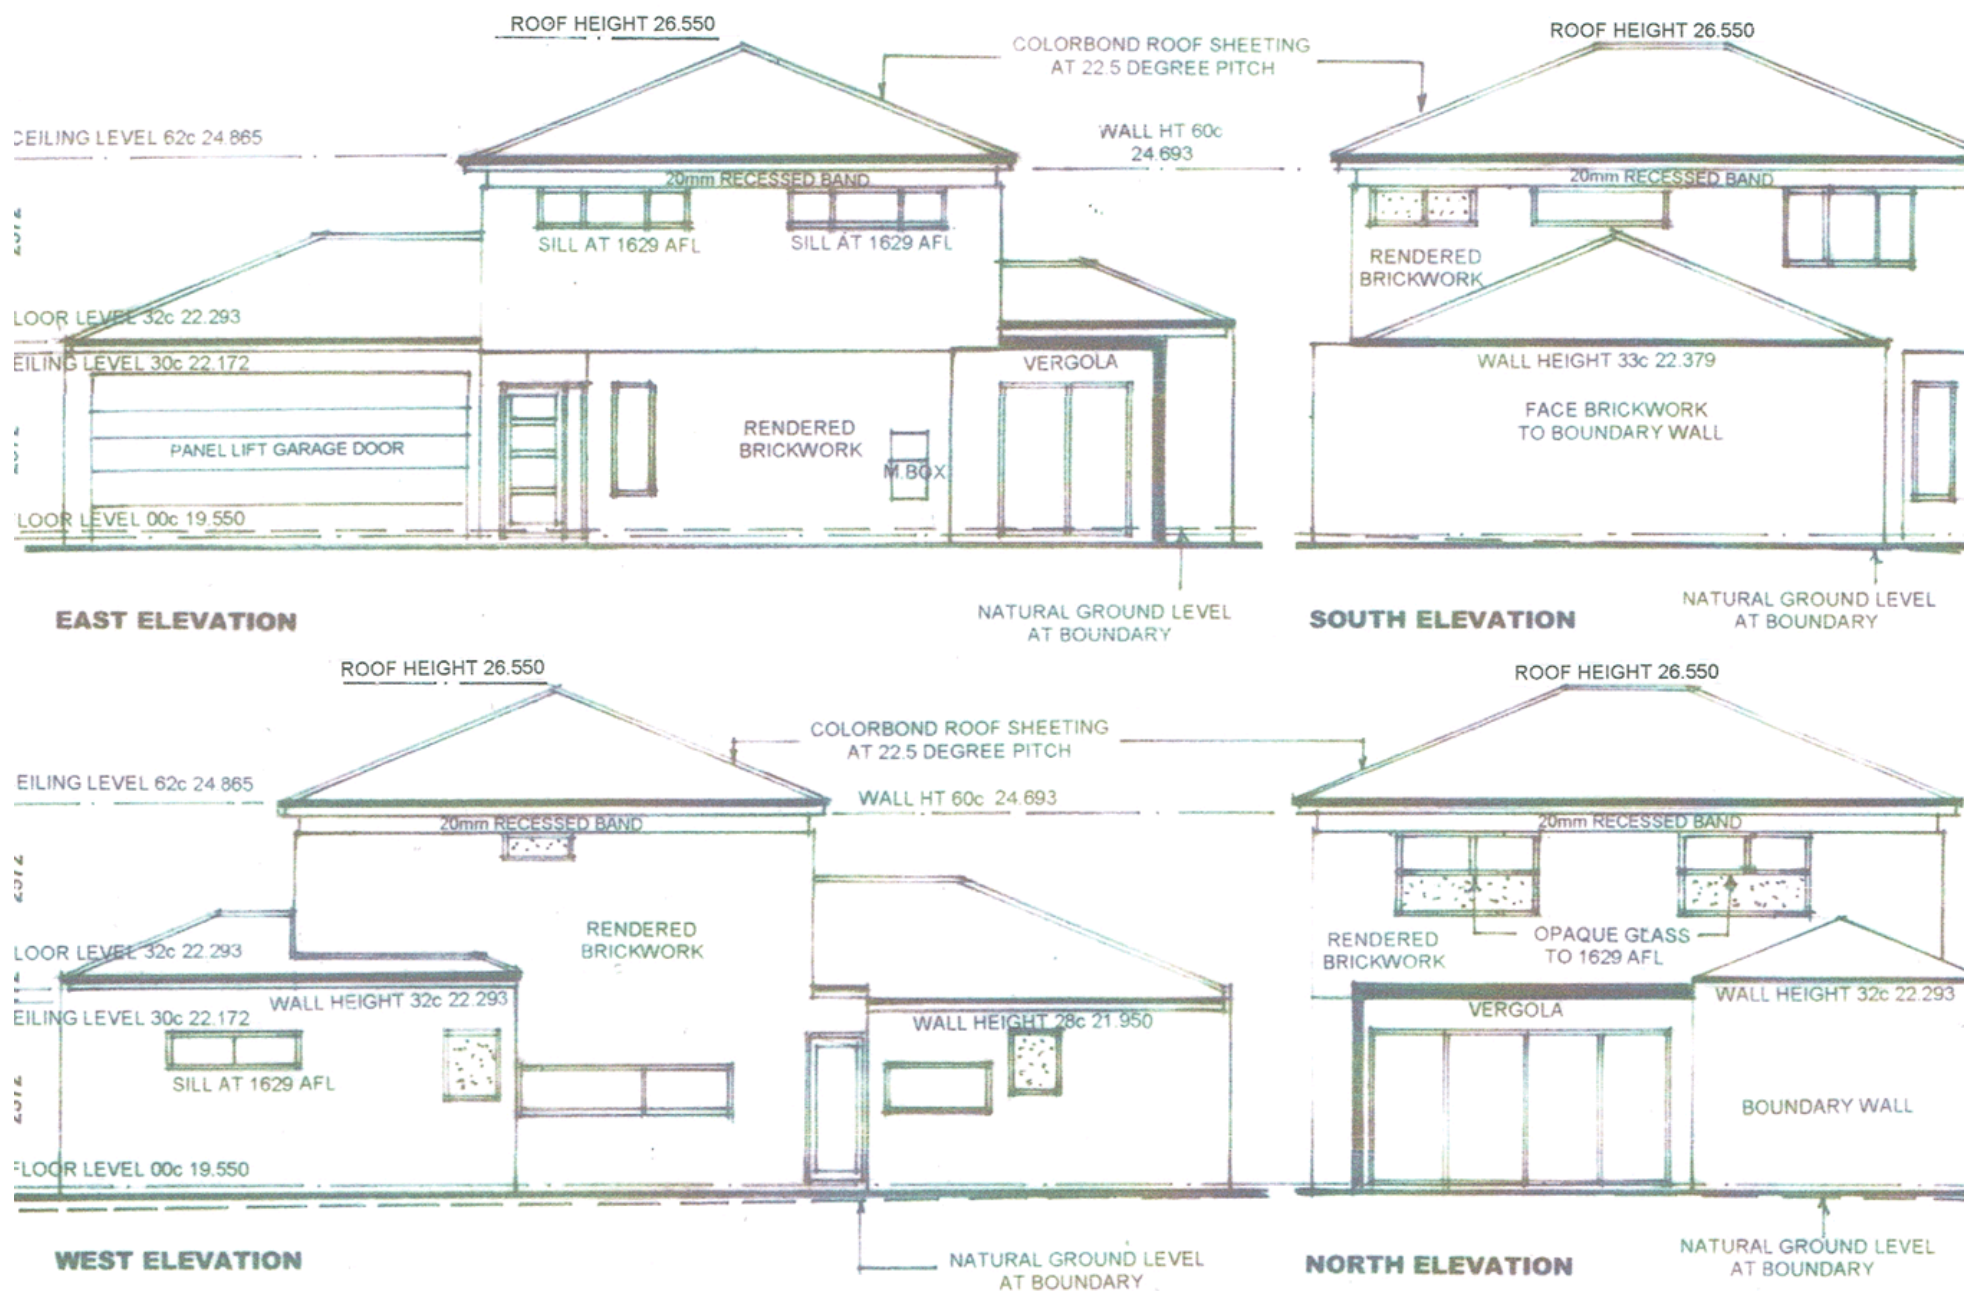 ROOF HEIGHT 26.550
COLORBOND ROOF SHEETING
AT 22.5 DEGREE PITCH
ROOF HEIGHT 26.550
CEILING LEVEL 62c 24.865
WALL HT 60c
24.693
20mm RECESSED BAND
20mm RECESSED BAND
SILL AT 1629 AFL
SILL AT 1629 AFL
RENDERED
BRICKWORK
LOOR LEVEL 32c 22.293
EILING LEVEL 30c 22.172
VERGOLA
WALL HEIGHT 33c 22.379
FACE BRICKWORK
TO BOUNDARY WALL
PANEL LIFT GARAGE DOOR
RENDERED
BRICKWORK
M.BOX
LOOR LEVEL 00c 19.550
EAST ELEVATION
NATURAL GROUND LEVEL
AT BOUNDARY
SOUTH ELEVATION
NATURAL GROUND LEVEL
AT BOUNDARY
ROOF HEIGHT 26.550
COLORBOND ROOF SHEETING
AT 22.5 DEGREE PITCH
ROOF HEIGHT 26.550
EILING LEVEL 62c 24.865
WALL HT 60c 24.693
20mm RECESSED BAND
20mm RECESSED BAND
RENDERED
BRICKWORK
RENDERED
BRICKWORK
OPAQUE GLASS
TO 1629 AFL
LOOR LEVEL 32c 22.293
WALL HEIGHT 32c 22.293
EILING LEVEL 30c 22.172
WALL HEIGHT 28c 21.950
VERGOLA
WALL HEIGHT 32c 22.293
SILL AT 1629 AFL
BOUNDARY WALL
FLOOR LEVEL 00c 19.550
WEST ELEVATION
NATURAL GROUND LEVEL
AT BOUNDARY
NORTH ELEVATION
NATURAL GROUND LEVEL
AT BOUNDARY